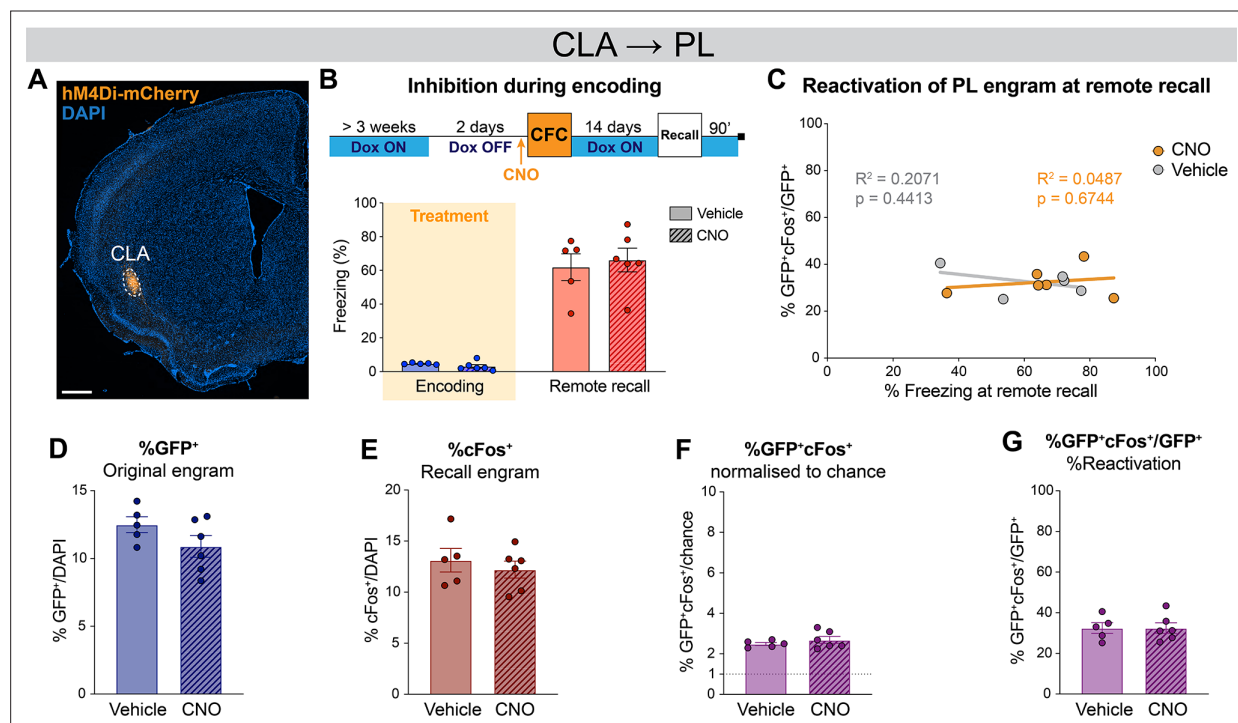 CLA → PL
A
hM4Di-mCherry
DAPI
CLA
B
Inhibition during encoding
> 3 weeks
2 days
CFC
14 days
Recall
90’
Dox ON
Dox OFF
Dox ON
CNO
Treatment
Vehicle
CNO
Freezing (%)
100
80
60
40
20
0
Encoding
Remote recall
C
Reactivation of PL engram at remote recall
CNO
Vehicle
R² = 0.2071
p = 0.4413
R² = 0.0487
p = 0.6744
% GFP⁺cFos⁺/GFP⁺
100
80
60
40
20
0
0
20
40
60
80
100
% Freezing at remote recall
D
%GFP⁺
Original engram
% GFP⁺/DAPI
15
10
5
0
Vehicle
CNO
E
%cFos⁺
Recall engram
% cFos⁺/DAPI
20
15
10
5
0
Vehicle
CNO
F
%GFP⁺cFos⁺
normalised to chance
% GFP⁺cFos⁺/chance
10
8
6
4
2
1
0
Vehicle
CNO
G
%GFP⁺cFos⁺/GFP⁺
%Reactivation
% GFP⁺cFos⁺/GFP⁺
100
80
60
40
20
0
Vehicle
CNO